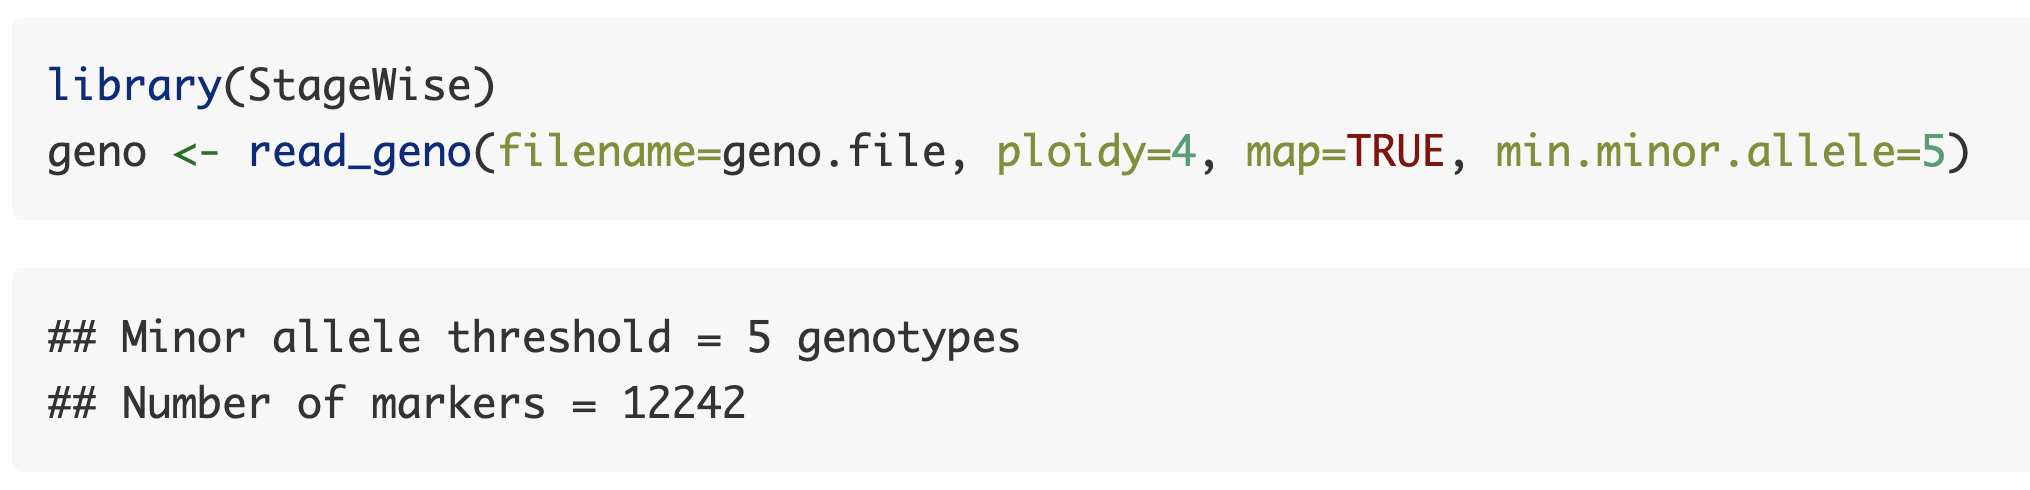 library(StageWise)
geno <- read_geno(filename=geno.file, ploidy=4, map=TRUE, min.minor.allele=5)
## Minor allele threshold = 5 genotypes
## Number of markers = 12242